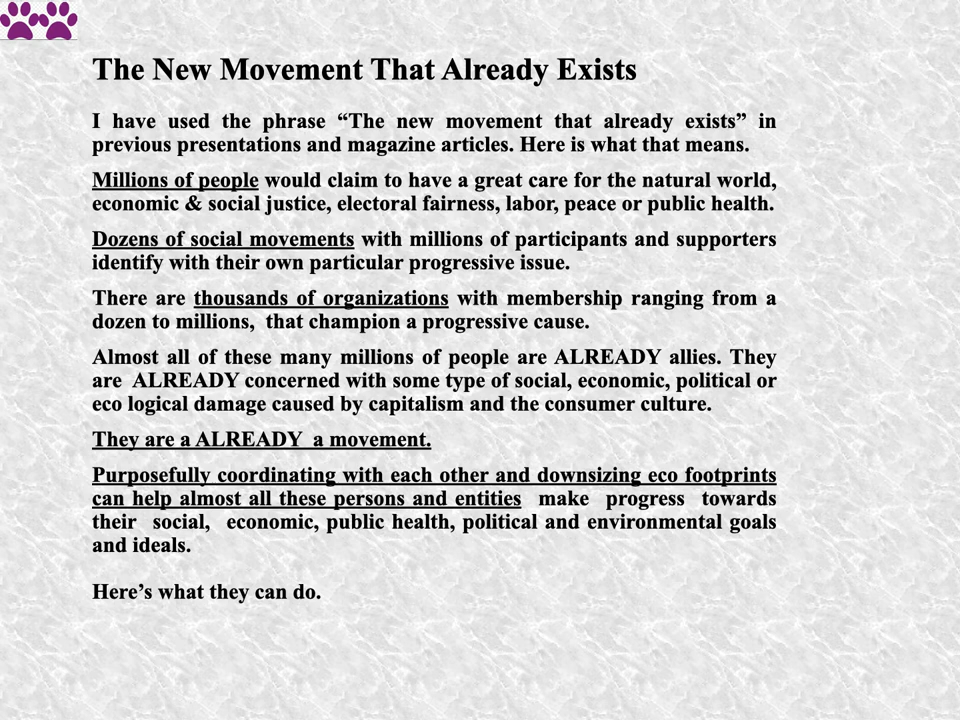 The New Movement That Already Exists
I have used the phrase “The new movement that already exists” in
previous presentations and magazine articles. Here is what that means.
Millions of people would claim to have a great care for the natural world,
economic & social justice, electoral fairness, labor, peace or public health.
Dozens of social movements with millions of participants and supporters
identify with their own particular progressive issue.
There are thousands of organizations with membership ranging from a
dozen to millions, that champion a progressive cause.
Almost all of these many millions of people are ALREADY allies. They
are ALREADY concerned with some type of social, economic, political or
eco logical damage caused by capitalism and the consumer culture.
They are a ALREADY a movement.
Purposefully coordinating with each other and downsizing eco footprints
can help almost all these persons and entities make progress towards
their social, economic, public health, political and environmental goals
and ideals.
Here’s what they can do.